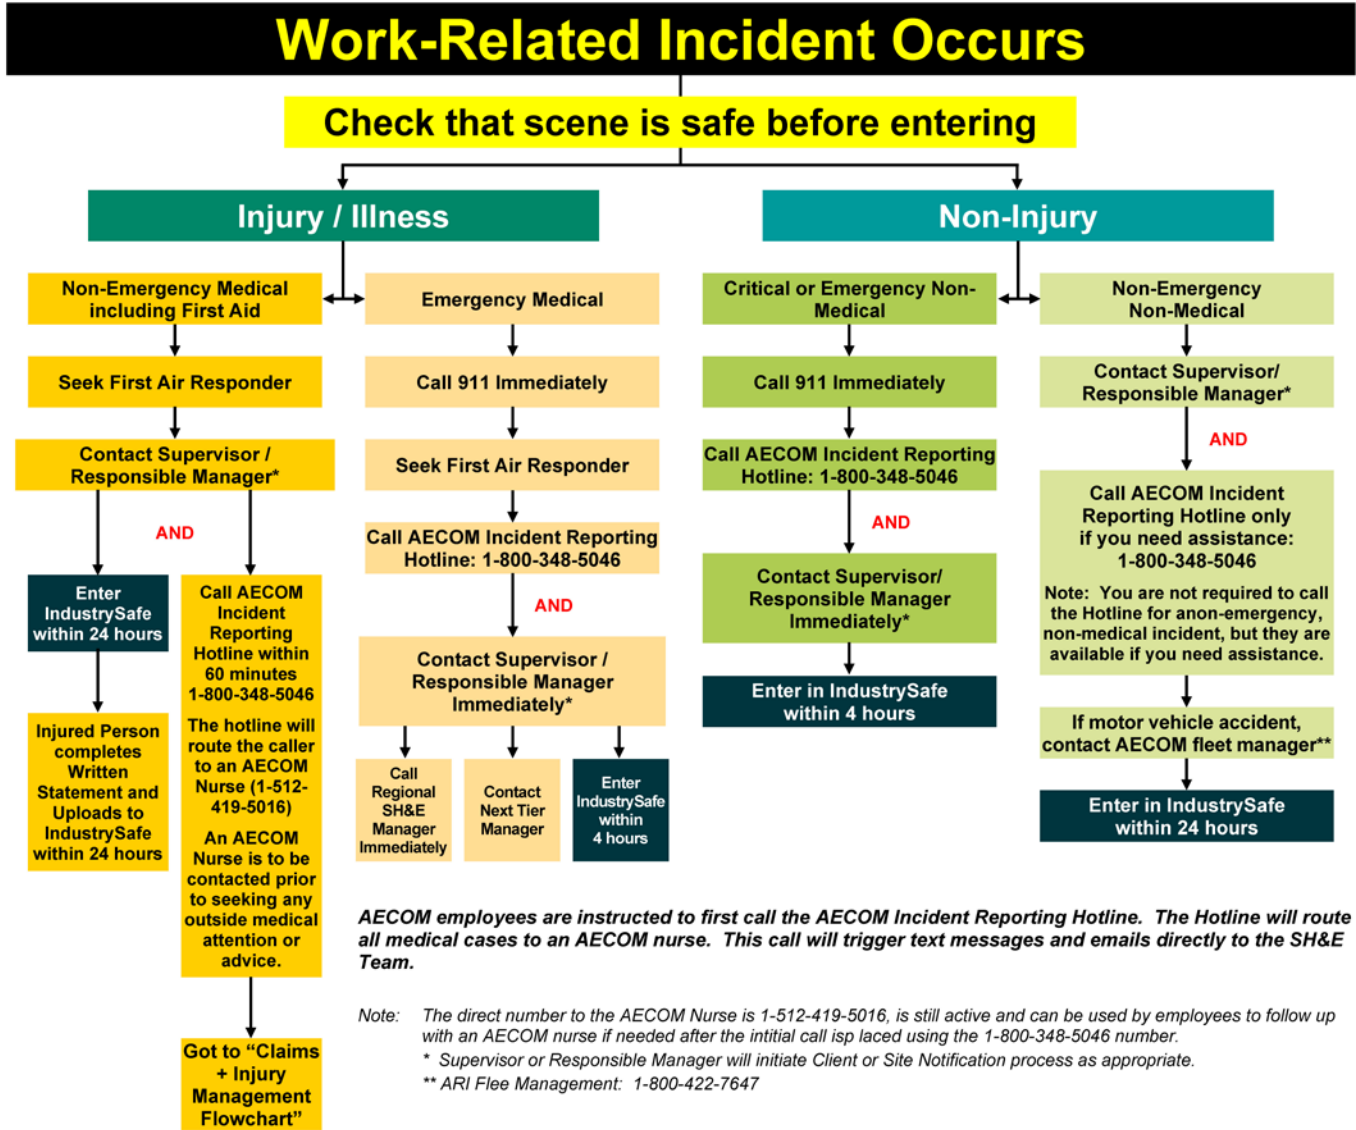 Work-Related Incident Occurs
Check that scene is safe before entering
Injury / Illness
Non-Injury
Non-Emergency Medical
including First Aid
Seek First Air Responder
Contact Supervisor /
Responsible Manager*
AND
Enter
IndustrySafe
within 24 hours
Injured Person
completes
Written
Statement and
Uploads to
IndustrySafe
within 24 hours
Call AECOM
Incident
Reporting
Hotline within
60 minutes
1-800-348-5046
The hotline will
route the caller
to an AECOM
Nurse (1-512-
419-5016)
An AECOM
Nurse is to be
contacted prior
to seeking any
outside medical
attention or
advice.
Got to “Claims
+ Injury
Management
Flowchart”
Emergency Medical
Call 911 Immediately
Seek First Air Responder
Call AECOM Incident Reporting
Hotline: 1-800-348-5046
AND
Contact Supervisor /
Responsible Manager
Immediately*
Call
Regional
SH&E
Manager
Immediately
Contact
Next Tier
Manager
Enter
IndustrySafe
within
4 hours
Critical or Emergency Non-
Medical
Call 911 Immediately
Call AECOM Incident Reporting
Hotline: 1-800-348-5046
AND
Contact Supervisor/
Responsible Manager
Immediately*
Enter in IndustrySafe
within 4 hours
Non-Emergency
Non-Medical
Contact Supervisor/
Responsible Manager*
AND
Call AECOM Incident
Reporting Hotline only
if you need assistance:
1-800-348-5046
Note: You are not required to call
the Hotline for anon-emergency,
non-medical incident, but they are
available if you need assistance.
If motor vehicle accident,
contact AECOM fleet manager**
Enter in IndustrySafe
within 24 hours
AECOM employees are instructed to first call the AECOM Incident Reporting Hotline. The Hotline will route
all medical cases to an AECOM nurse. This call will trigger text messages and emails directly to the SH&E
Team.
Note: The direct number to the AECOM Nurse is 1-512-419-5016, is still active and can be used by employees to follow up
with an AECOM nurse if needed after the intitial call isp laced using the 1-800-348-5046 number.
* Supervisor or Responsible Manager will initiate Client or Site Notification process as appropriate.
** ARI Flee Management: 1-800-422-7647